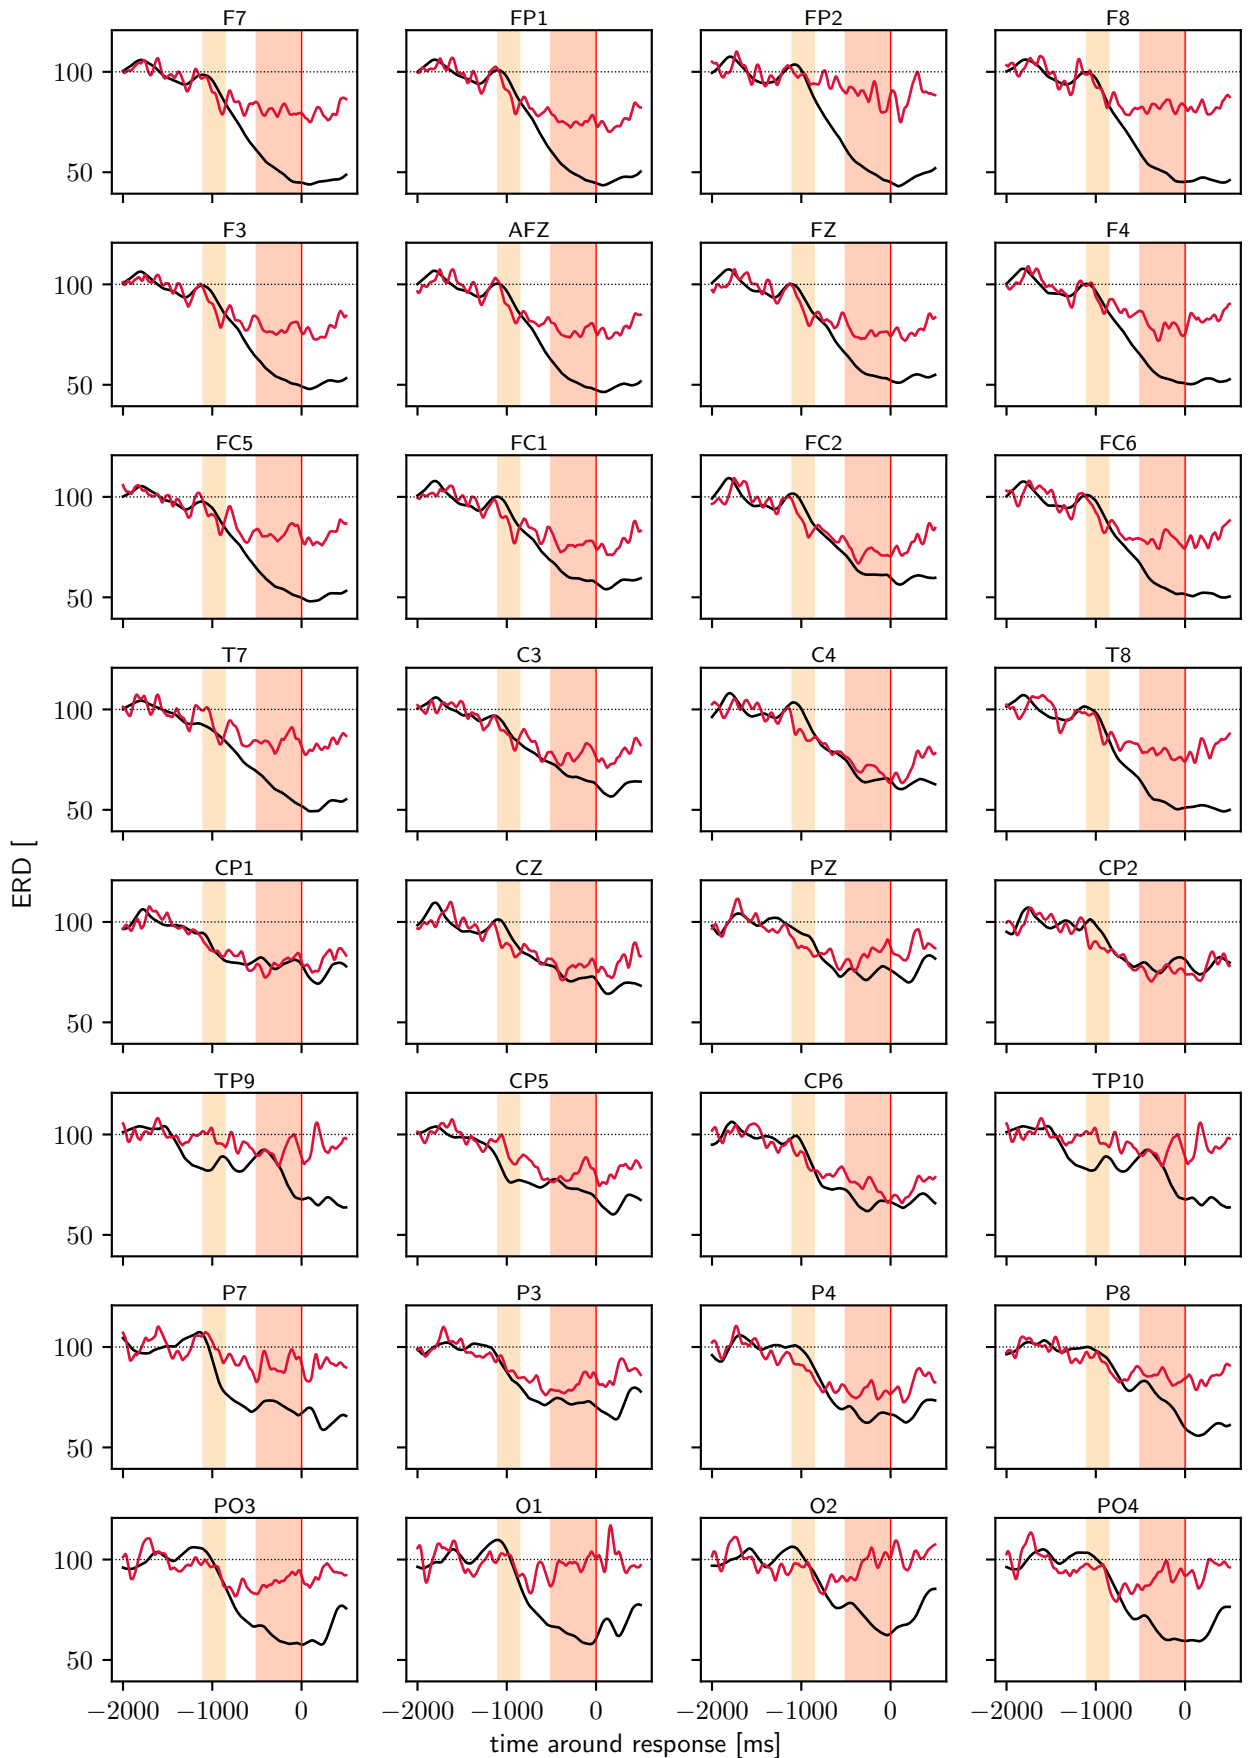 F7 FP1 FP2 F8
100
50
F3 AFZ FZ F4
100
50
FC5 FC1 FC2 FC6
100
50
T7 C3 C4 T8
100
50
ERD [
CP1 CZ PZ CP2
100
50
TP9 CP5 CP6 TP10
100
50
P7 P3 P4 P8
100
50
PO3 O1 O2 PO4
100
50
−2000 −1000 0 −2000 −1000 0 −2000 −1000 0 −2000 −1000 0
time around response [ms]